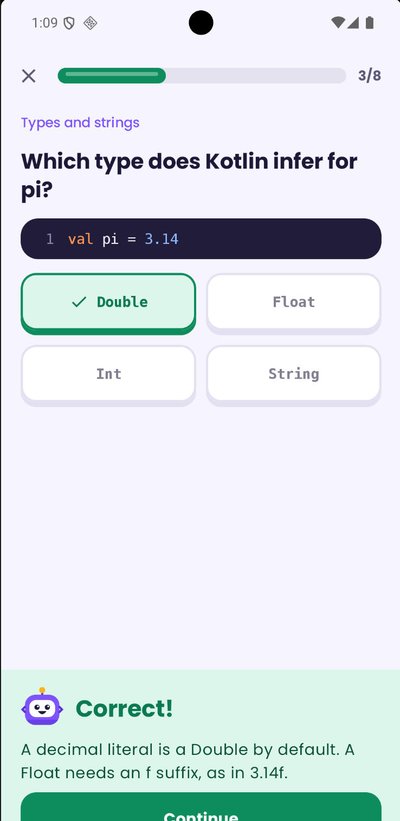 1:09
3/8
Types and strings
Which type does Kotlin infer for
pi?
1 val pi = 3.14
Double
Float
Int
String
Correct!
A decimal literal is a Double by default. A
Float needs an f suffix, as in 3.14f.
Continue